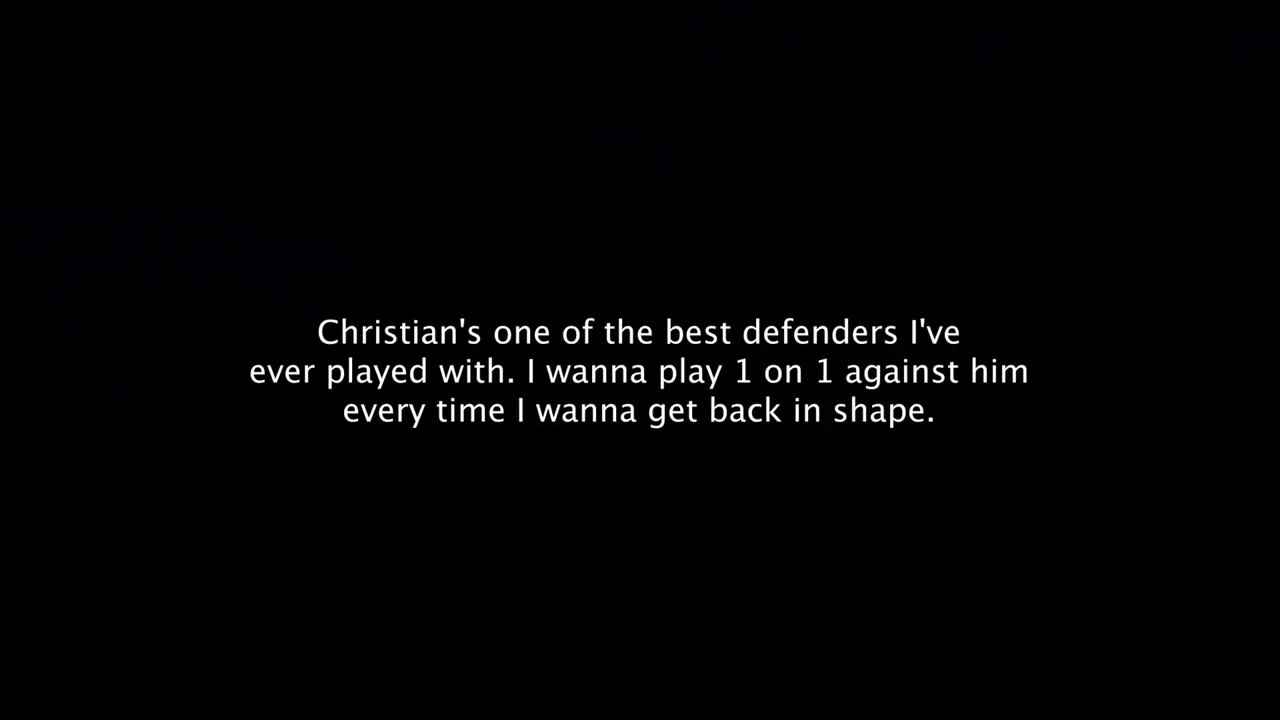 Christian's one of the best defenders I've
ever played with. I wanna play 1 on 1 against him
every time I wanna get back in shape.